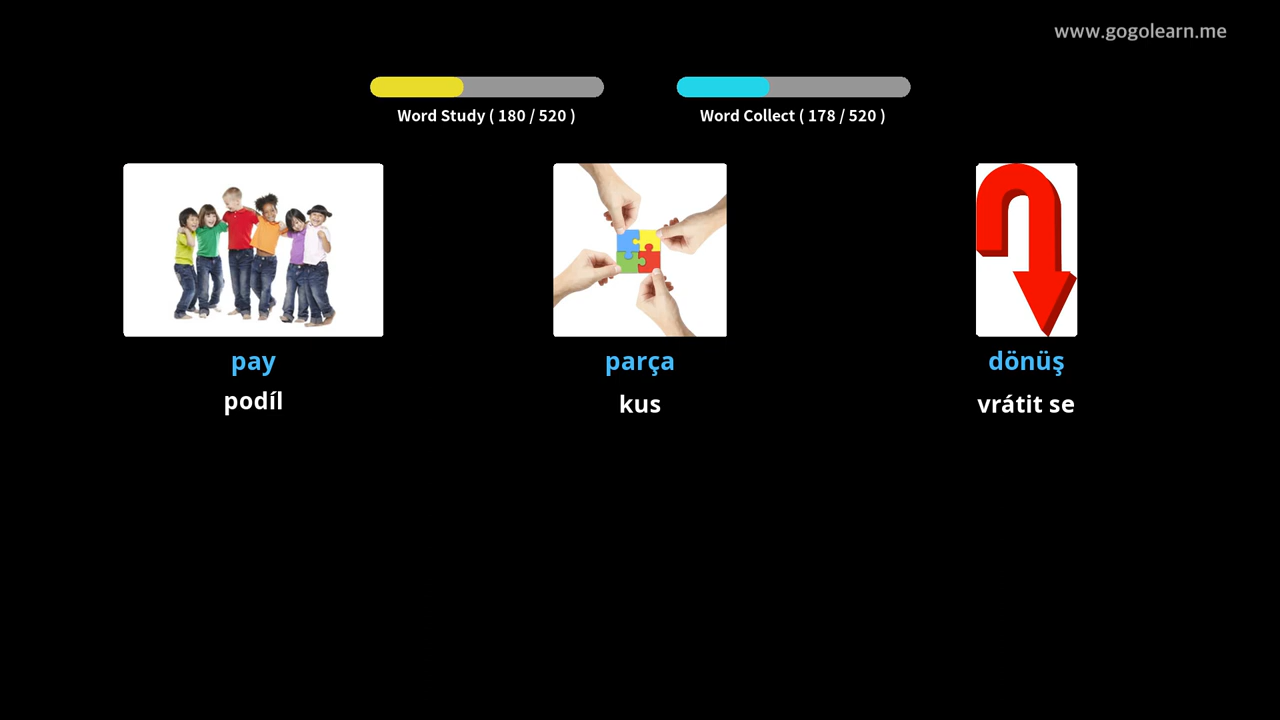 www.gogolearn.me
Word Study ( 180 / 520 )
Word Collect ( 178 / 520 )
pay
podíl
parça
kus
dönüş
vrátit se